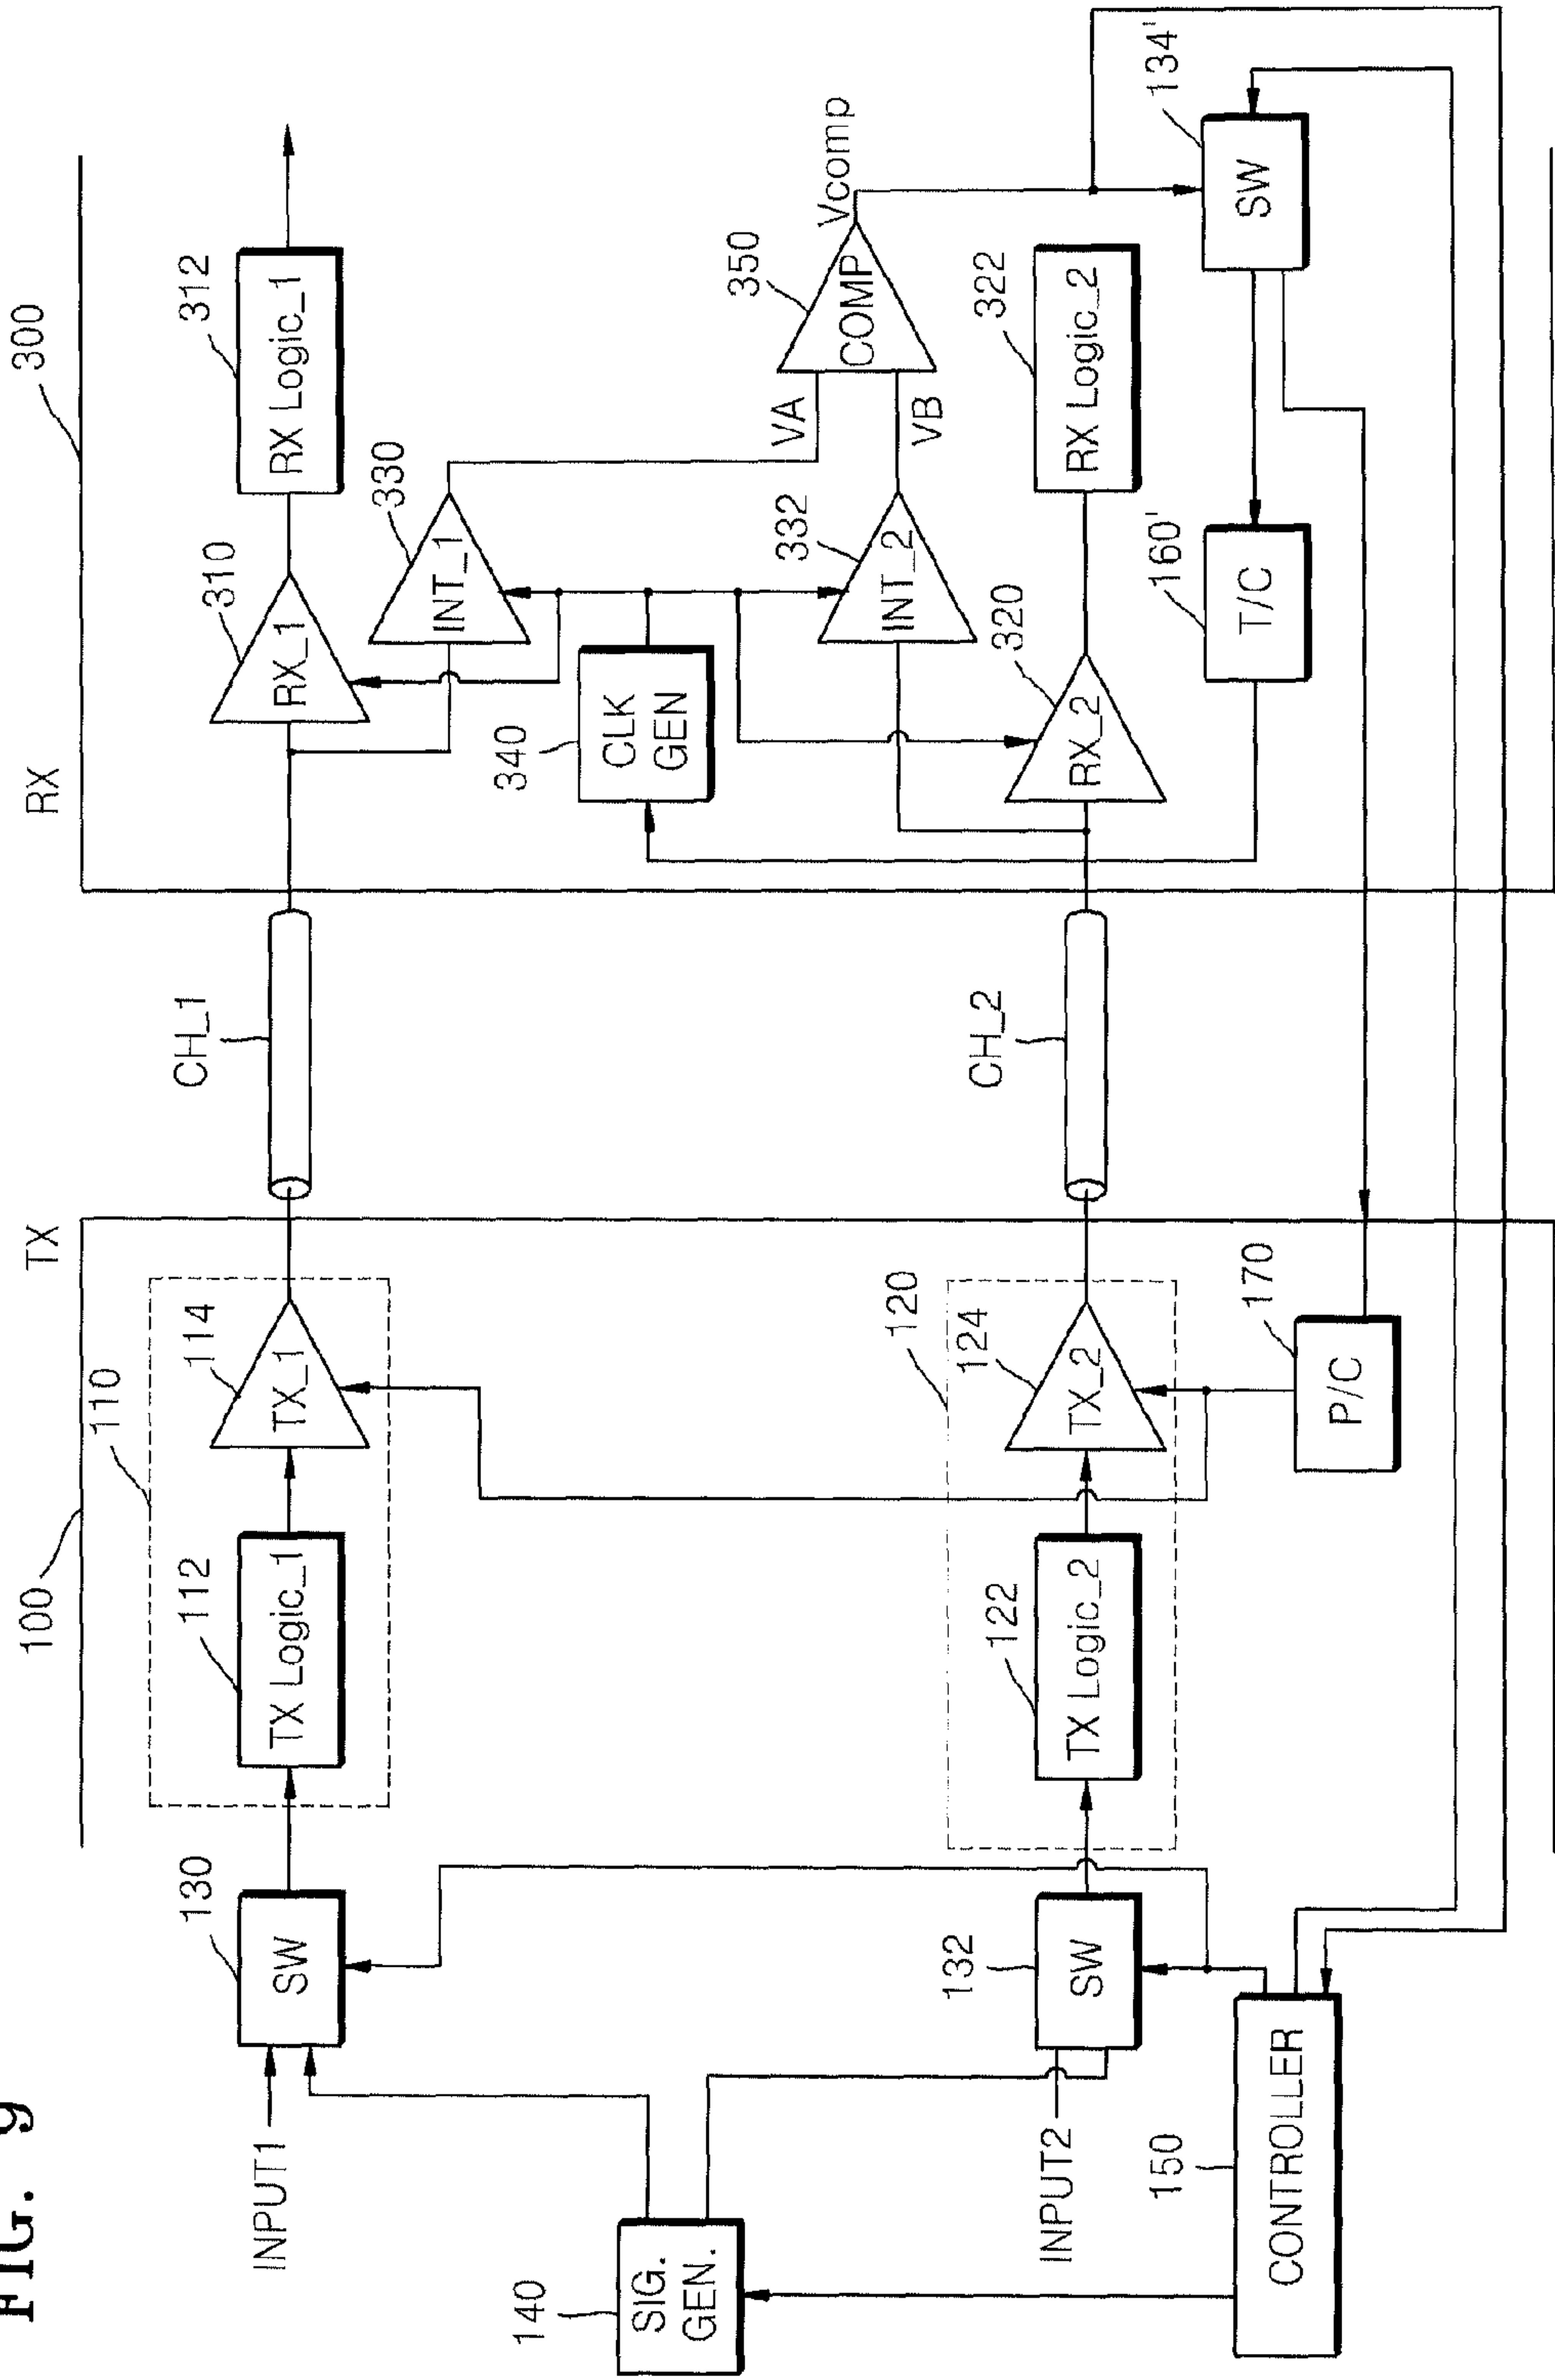 FIG. 9
100
TX
RX
300
110
130
112
114
CH_1
310
312
INPUT1
SW
TX Logic_1
TX_1
RX_1
RX Logic_1
330
INT_1
140
SIG.
GEN.
340
CLK
GEN
VA
350
COMP
Vcomp
332
INT_2
VB
120
132
122
124
CH_2
320
322
INPUT2
SW
TX Logic_2
TX_2
RX_2
RX Logic_2
150
CONTROLLER
170
P/C
160'
T/C
134'
SW